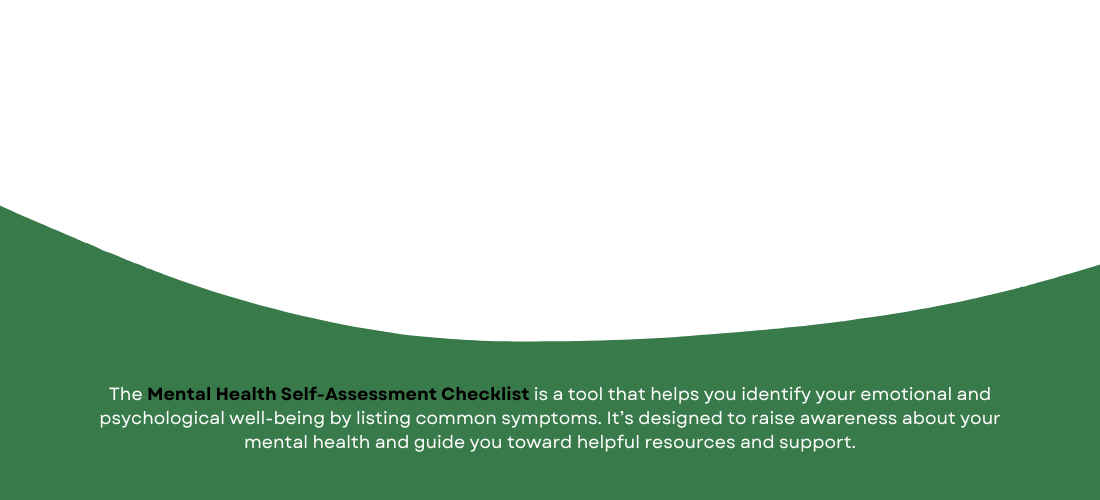 The Mental Health Self-Assessment Checklist is a tool that helps you identify your emotional and
psychological well-being by listing common symptoms. It’s designed to raise awareness about your
mental health and guide you toward helpful resources and support.